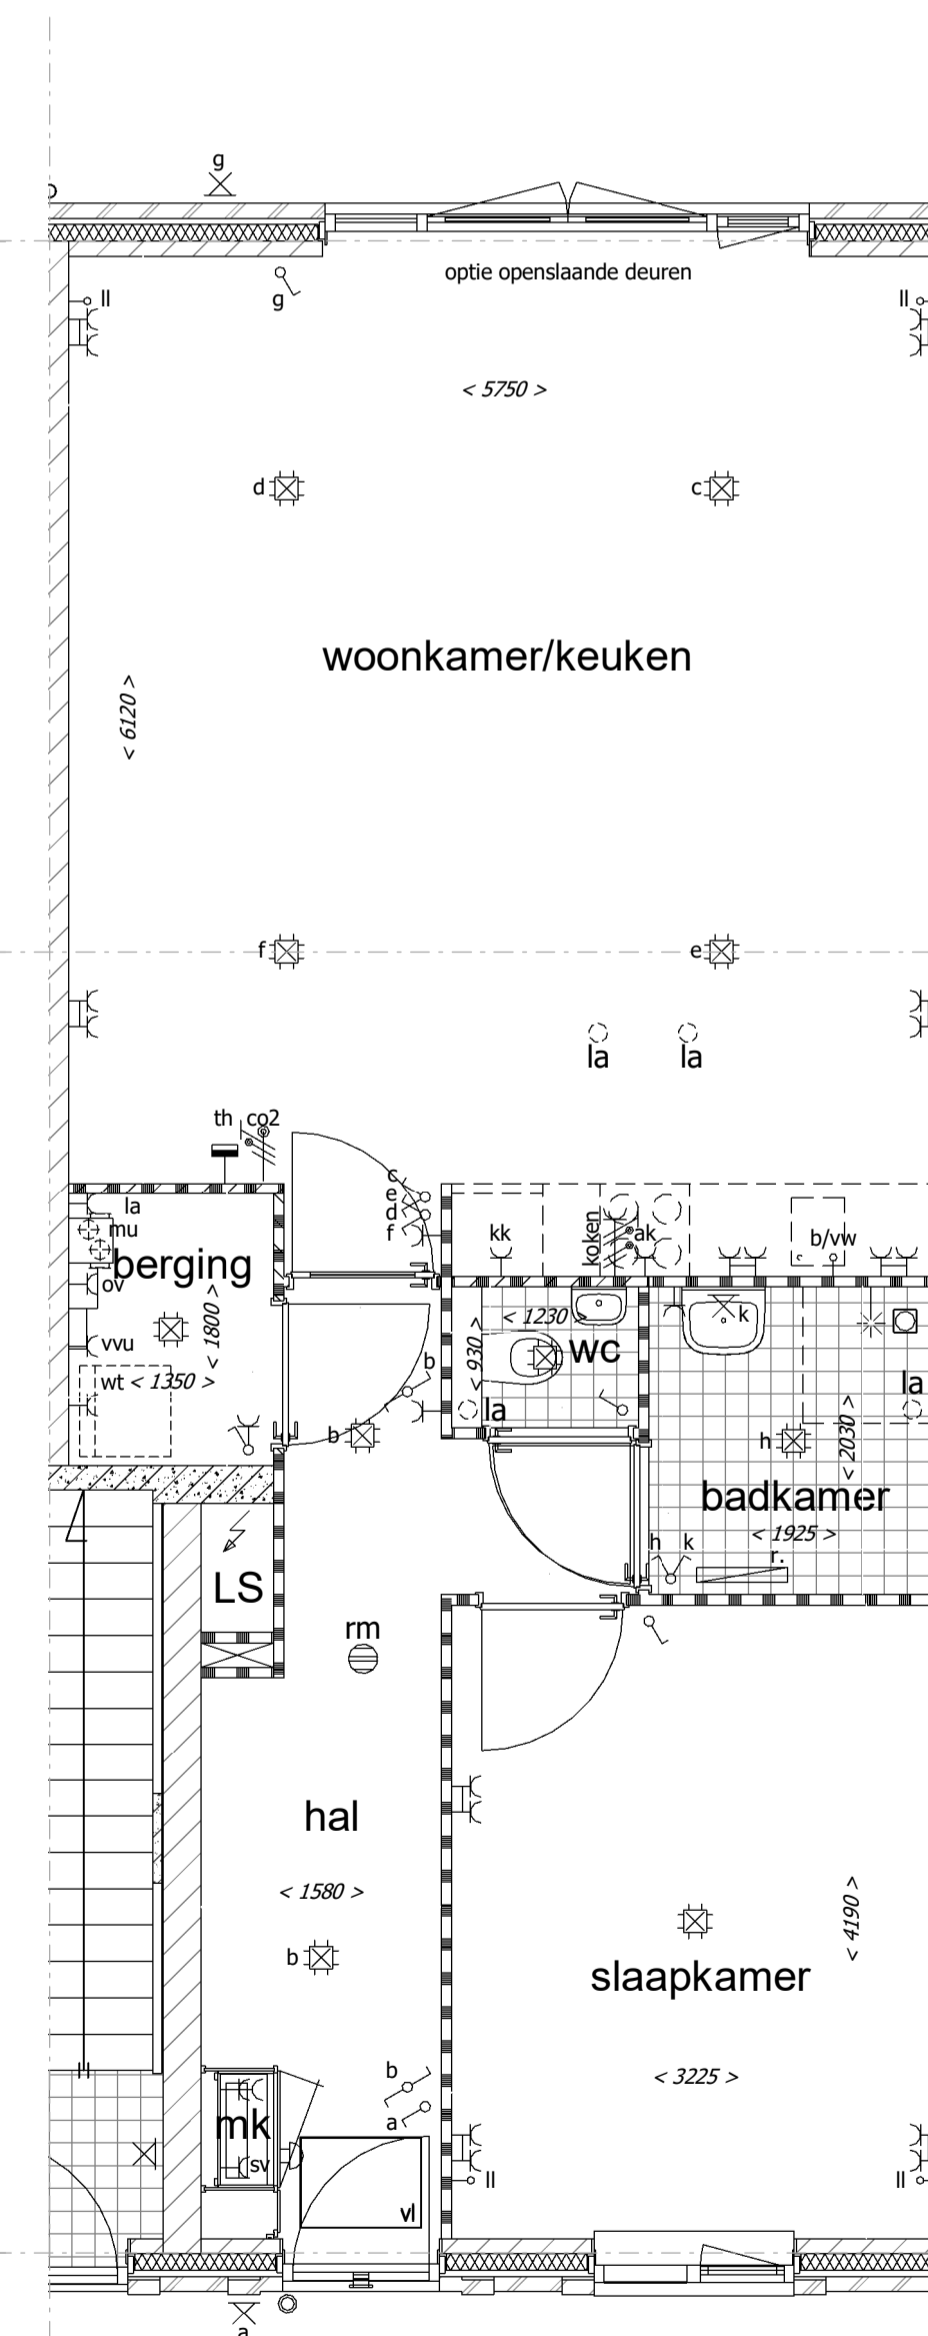 g
optie openslaande deuren
g
ll
ll
< 5750 >
d
c
woonkamer/keuken
< 6120 >
f
e
la
la
th co2
c
e
d
f
la
mu
berging
ov
< 1800 >
vvu
wt < 1350 >
kk
koken
ak
b/vw
< 1230 >
< 930 >
wc
k
b
la
b
la
h
< 2030 >
badkamer
< 1925 >
h k
r.
LS
rm
hal
< 1580 >
< 4190 >
b
slaapkamer
< 3225 >
b
a
mk
sv
vl
ll
ll
a